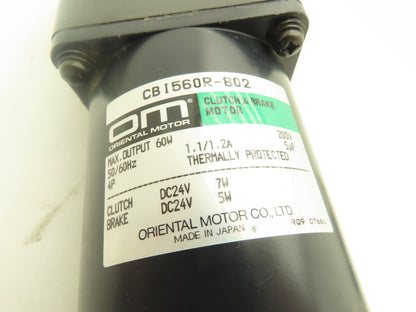 CBI560R-802
om
ORIENTAL MOTOR
CLUTCH & BRAKE
MOTOR
MAX.OUTPUT 60W 200V
50/60Hz 1.1/1.2A 5μF
4P THERMALLY PROTECTED
CLUTCH DC24V 7W
BRAKE DC24V 5W
ORIENTAL MOTOR CO., LTD.
MADE IN JAPAN